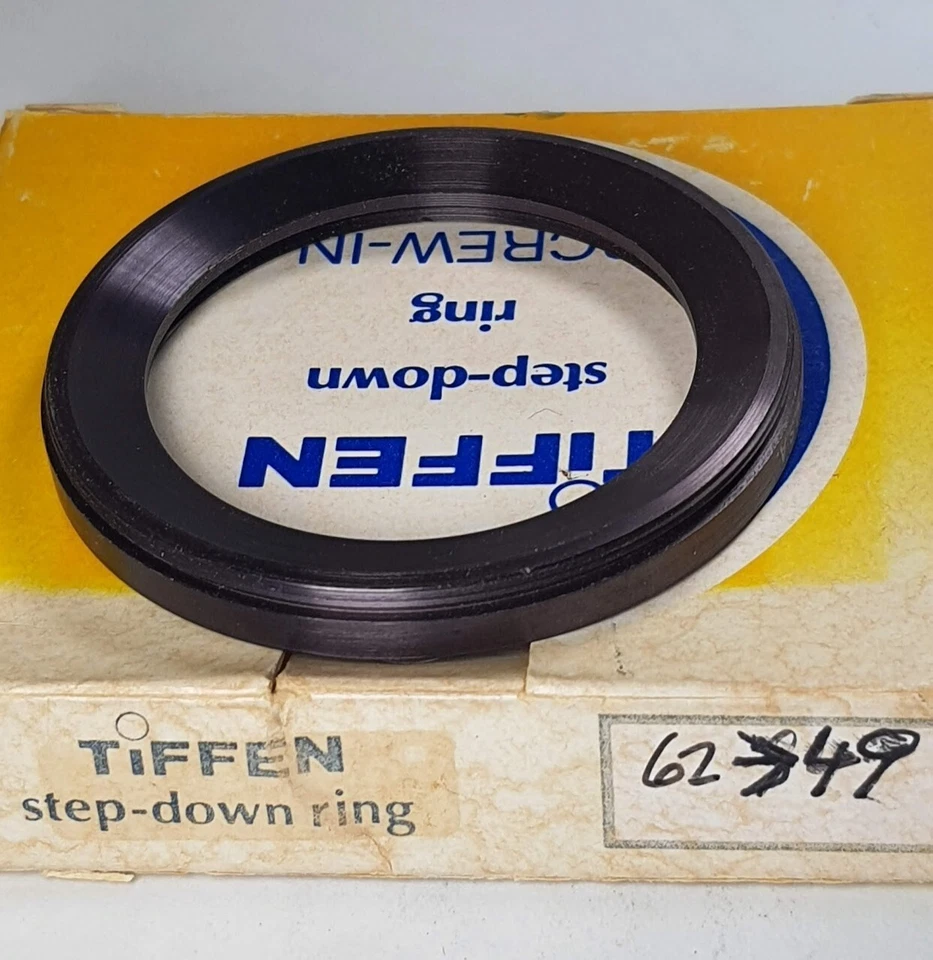 SCREW-IN
ring
step-down
TiFFEN
TiFFEN
step-down ring
62→49